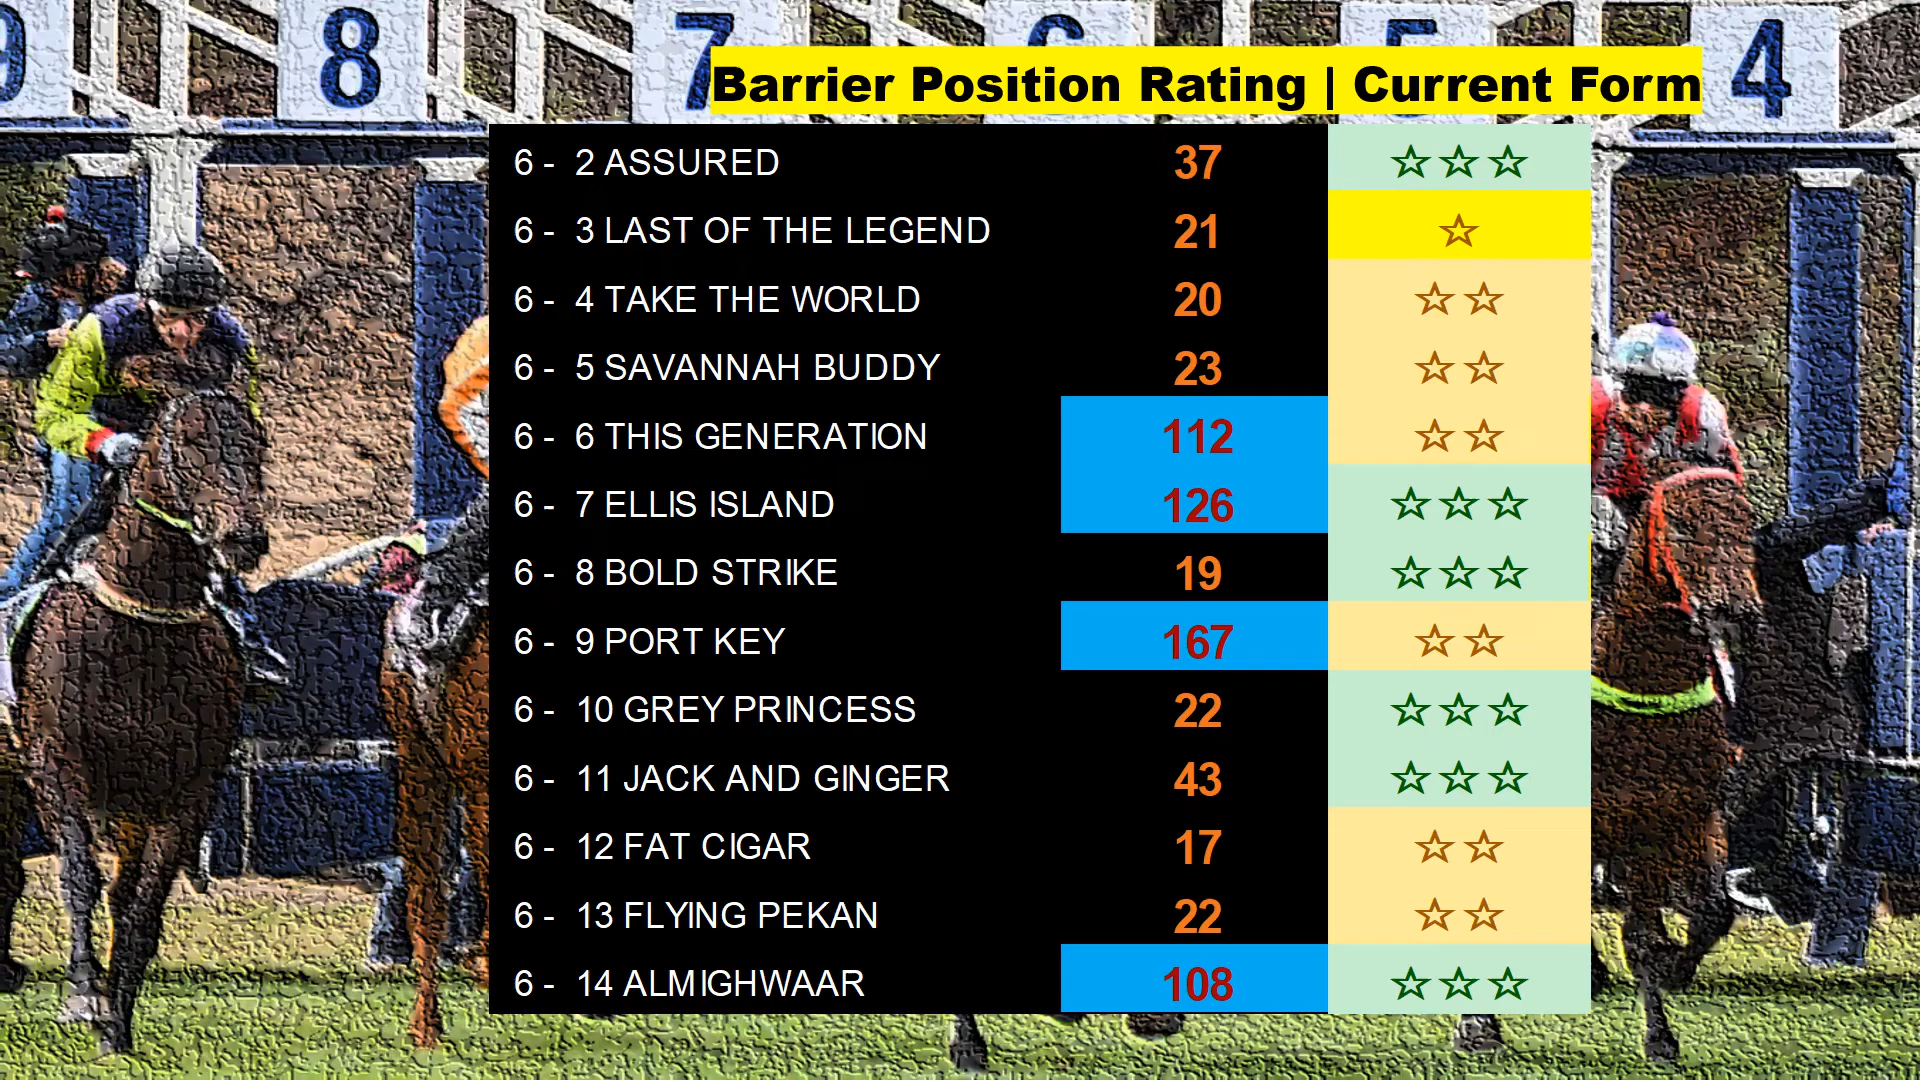 9 8 7 6 5 4
Barrier Position Rating | Current Form
6 - 2 ASSURED 37 ☆☆☆
6 - 3 LAST OF THE LEGEND 21 ☆
6 - 4 TAKE THE WORLD 20 ☆☆
6 - 5 SAVANNAH BUDDY 23 ☆☆
6 - 6 THIS GENERATION 112 ☆☆
6 - 7 ELLIS ISLAND 126 ☆☆☆
6 - 8 BOLD STRIKE 19 ☆☆☆
6 - 9 PORT KEY 167 ☆☆
6 - 10 GREY PRINCESS 22 ☆☆☆
6 - 11 JACK AND GINGER 43 ☆☆☆
6 - 12 FAT CIGAR 17 ☆☆
6 - 13 FLYING PEKAN 22 ☆☆
6 - 14 ALMIGHWAAR 108 ☆☆☆